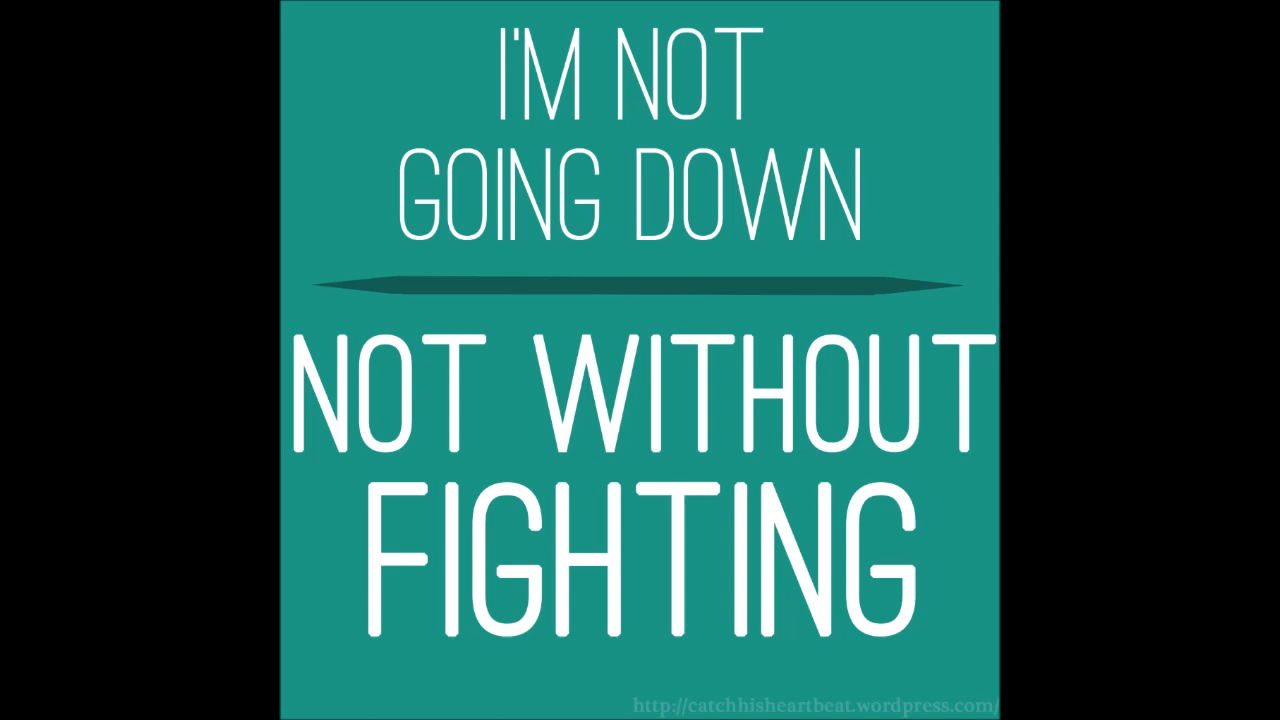 I'M NOT
GOING DOWN
NOT WITHOUT
FIGHTING
http://catchhisheartbeat.wordpress.com/